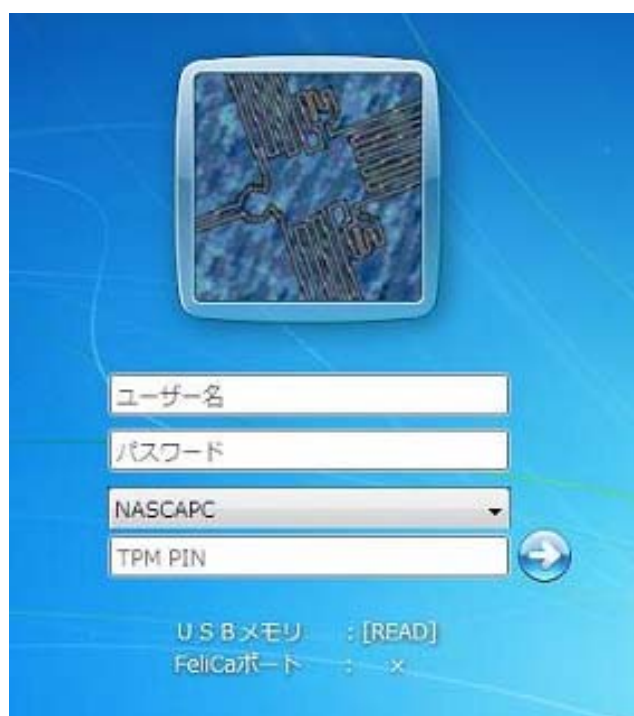 ユーザー名
パスワード
NASCAPC
TPM PIN
ＵＳＢメモリ : [READ]
FeliCaポート : ×